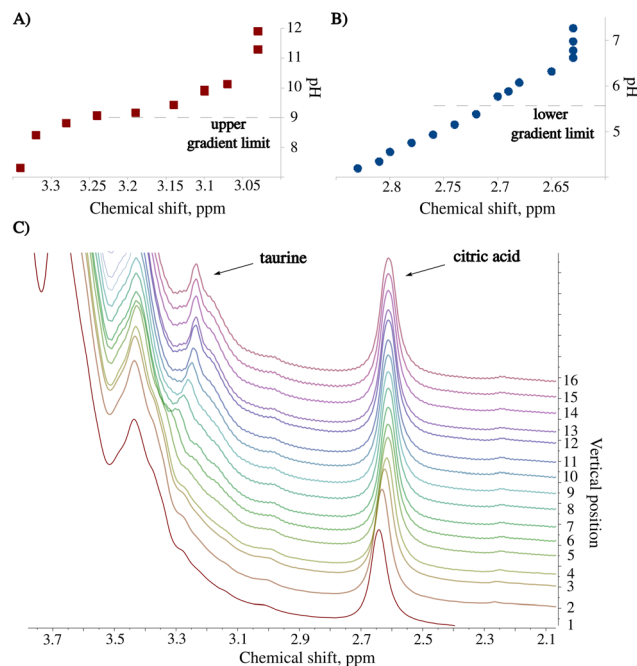 A)
12
11
10
9
8
pH
upper
gradient limit
3.3 3.25 3.2 3.15 3.1 3.03
Chemical shift, ppm
B)
7
6
5
pH
lower
gradient limit
2.8 2.75 2.7 2.65
Chemical shift, ppm
C)
taurine
citric acid
16
15
14
13
12
11
10
9
8
7
6
5
4
3
2
1
Vertical position
3.7 3.5 3.3 3.1 2.9 2.7 2.5 2.3 2.1
Chemical shift, ppm